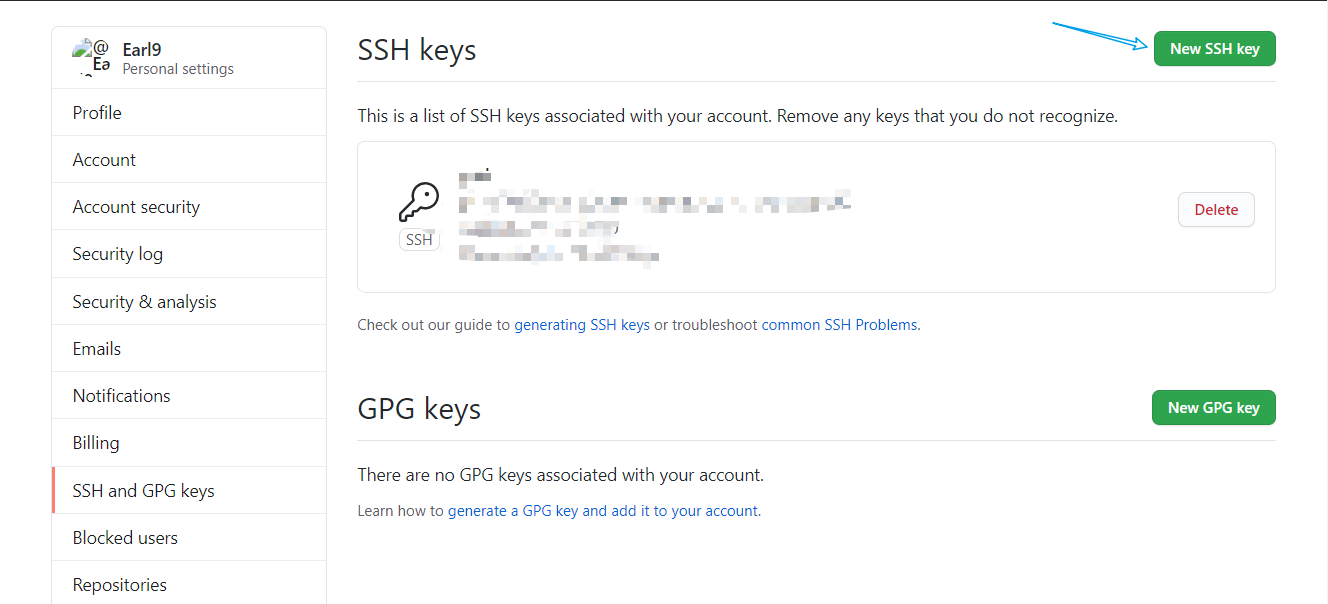 @
Ea
Earl9
Personal settings
Profile
Account
Account security
Security log
Security & analysis
Emails
Notifications
Billing
SSH and GPG keys
Blocked users
Repositories
SSH keys
New SSH key
This is a list of SSH keys associated with your account. Remove any keys that you do not recognize.
SSH
Delete
Check out our guide to generating SSH keys or troubleshoot common SSH Problems.
GPG keys
New GPG key
There are no GPG keys associated with your account.
Learn how to generate a GPG key and add it to your account.